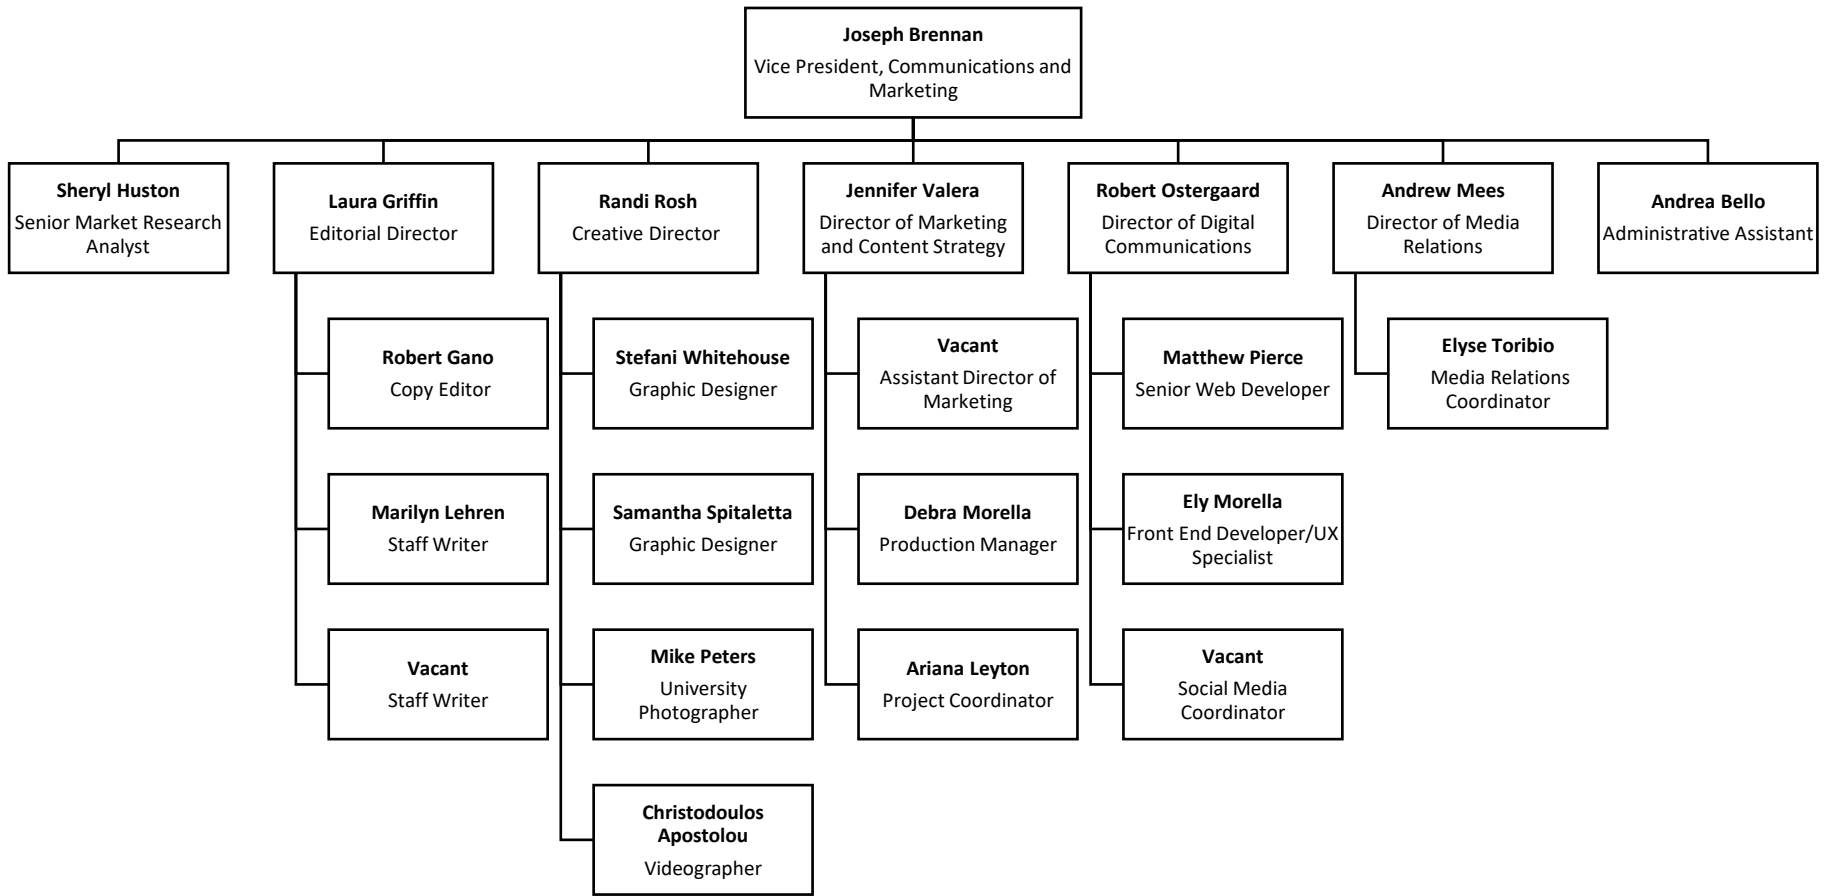 Joseph Brennan
Vice President, Communications and
Marketing
Sheryl Huston
Senior Market Research
Analyst
Laura Griffin
Editorial Director
Randi Rosh
Creative Director
Jennifer Valera
Director of Marketing
and Content Strategy
Robert Ostergaard
Director of Digital
Communications
Andrew Mees
Director of Media
Relations
Andrea Bello
Administrative Assistant
Robert Gano
Copy Editor
Stefani Whitehouse
Graphic Designer
Vacant
Assistant Director of
Marketing
Matthew Pierce
Senior Web Developer
Elyse Toribio
Media Relations
Coordinator
Marilyn Lehren
Staff Writer
Samantha Spitaletta
Graphic Designer
Debra Morella
Production Manager
Ely Morella
Front End Developer/UX
Specialist
Vacant
Staff Writer
Mike Peters
University
Photographer
Ariana Leyton
Project Coordinator
Vacant
Social Media
Coordinator
Christodoulos
Apostolou
Videographer